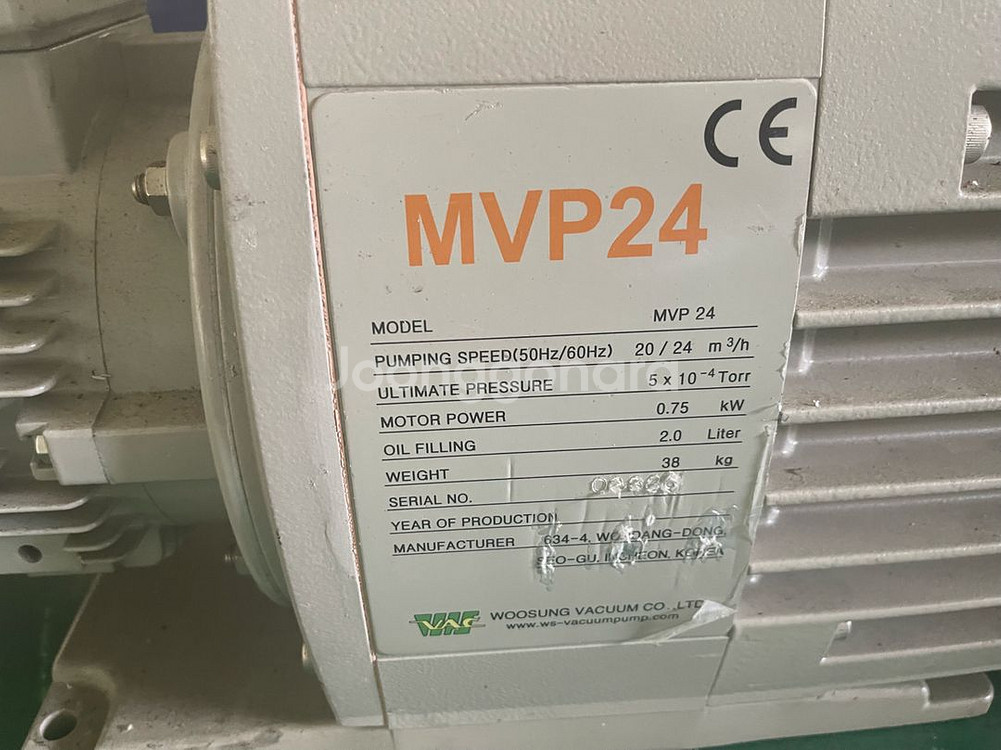 CE
MVP24
MODEL MVP 24
PUMPING SPEED(50Hz/60Hz) 20 / 24 m³/h
ULTIMATE PRESSURE 5 x 10⁻⁴ Torr
MOTOR POWER 0.75 kW
OIL FILLING 2.0 Liter
WEIGHT 38 kg
SERIAL NO.
YEAR OF PRODUCTION
MANUFACTURER 634-4, WONDANG-DONG,
SEO-GU, INCHEON, KOREA
VAC WOOSUNG VACUUM CO.,LTD
www.ws-vacuumpump.com
Joonggonara